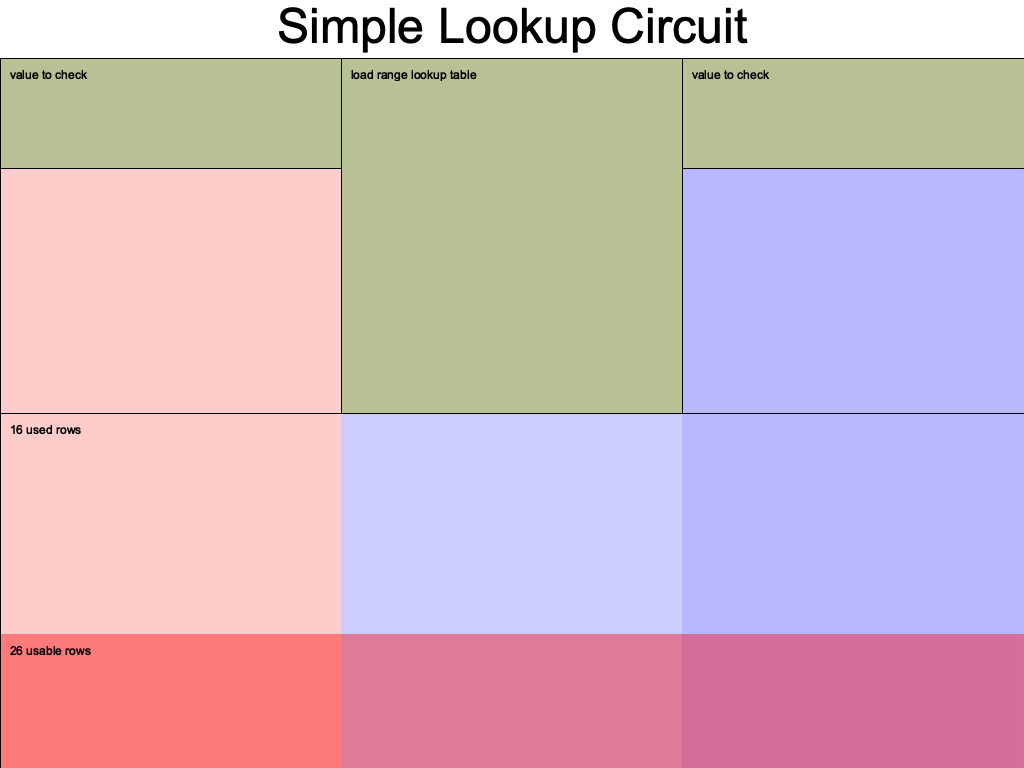 Simple Lookup Circuit
value to check
load range lookup table
value to check
16 used rows
26 usable rows